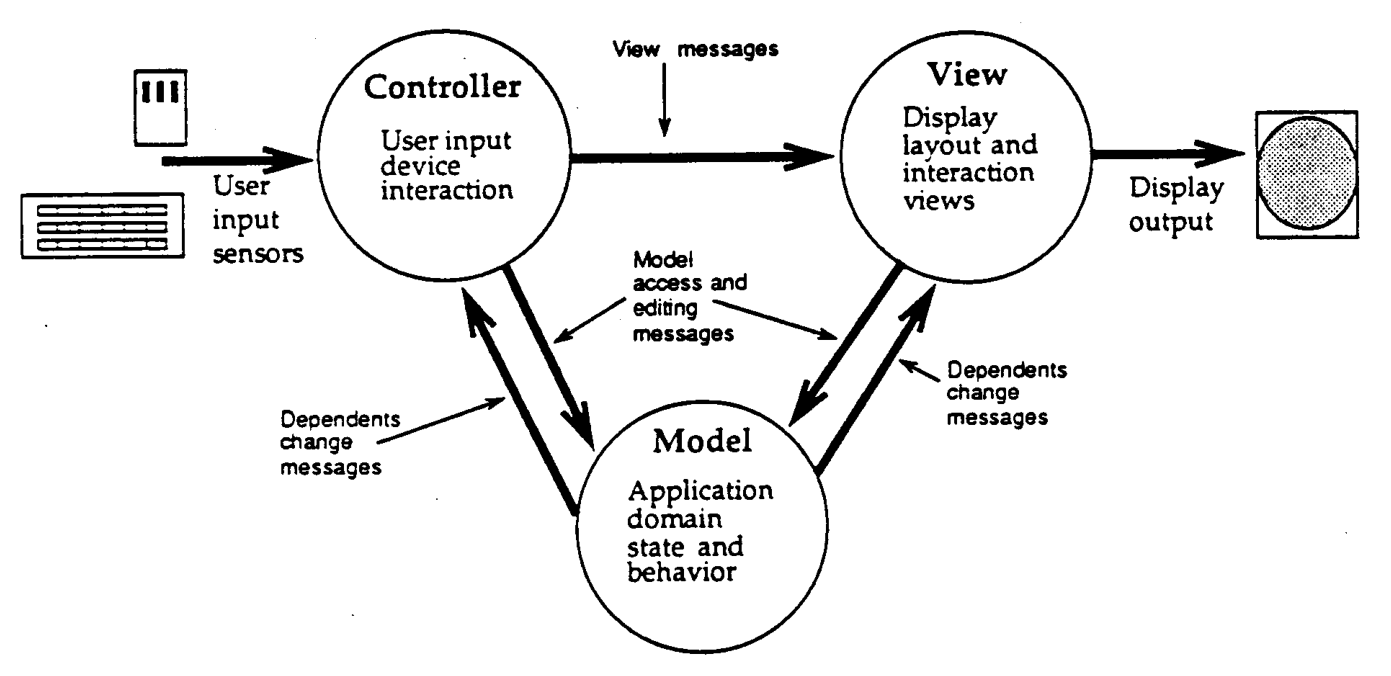 View messages
Controller
User input
device
interaction
View
Display
layout and
interaction
views
User
input
sensors
Display
output
Model
access and
editing
messages
Dependents
change
messages
Dependents
change
messages
Model
Application
domain
state and
behavior